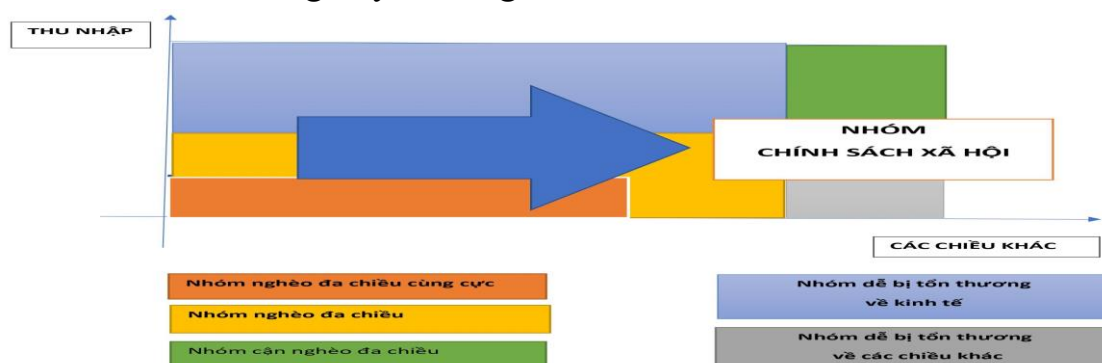 THU NHẬP
NHÓM
CHÍNH SÁCH XÃ HỘI
CÁC CHIỀU KHÁC
Nhóm nghèo đa chiều cùng cực
Nhóm nghèo đa chiều
Nhóm cận nghèo đa chiều
Nhóm dễ bị tổn thương
về kinh tế
Nhóm dễ bị tổn thương
về các chiều khác